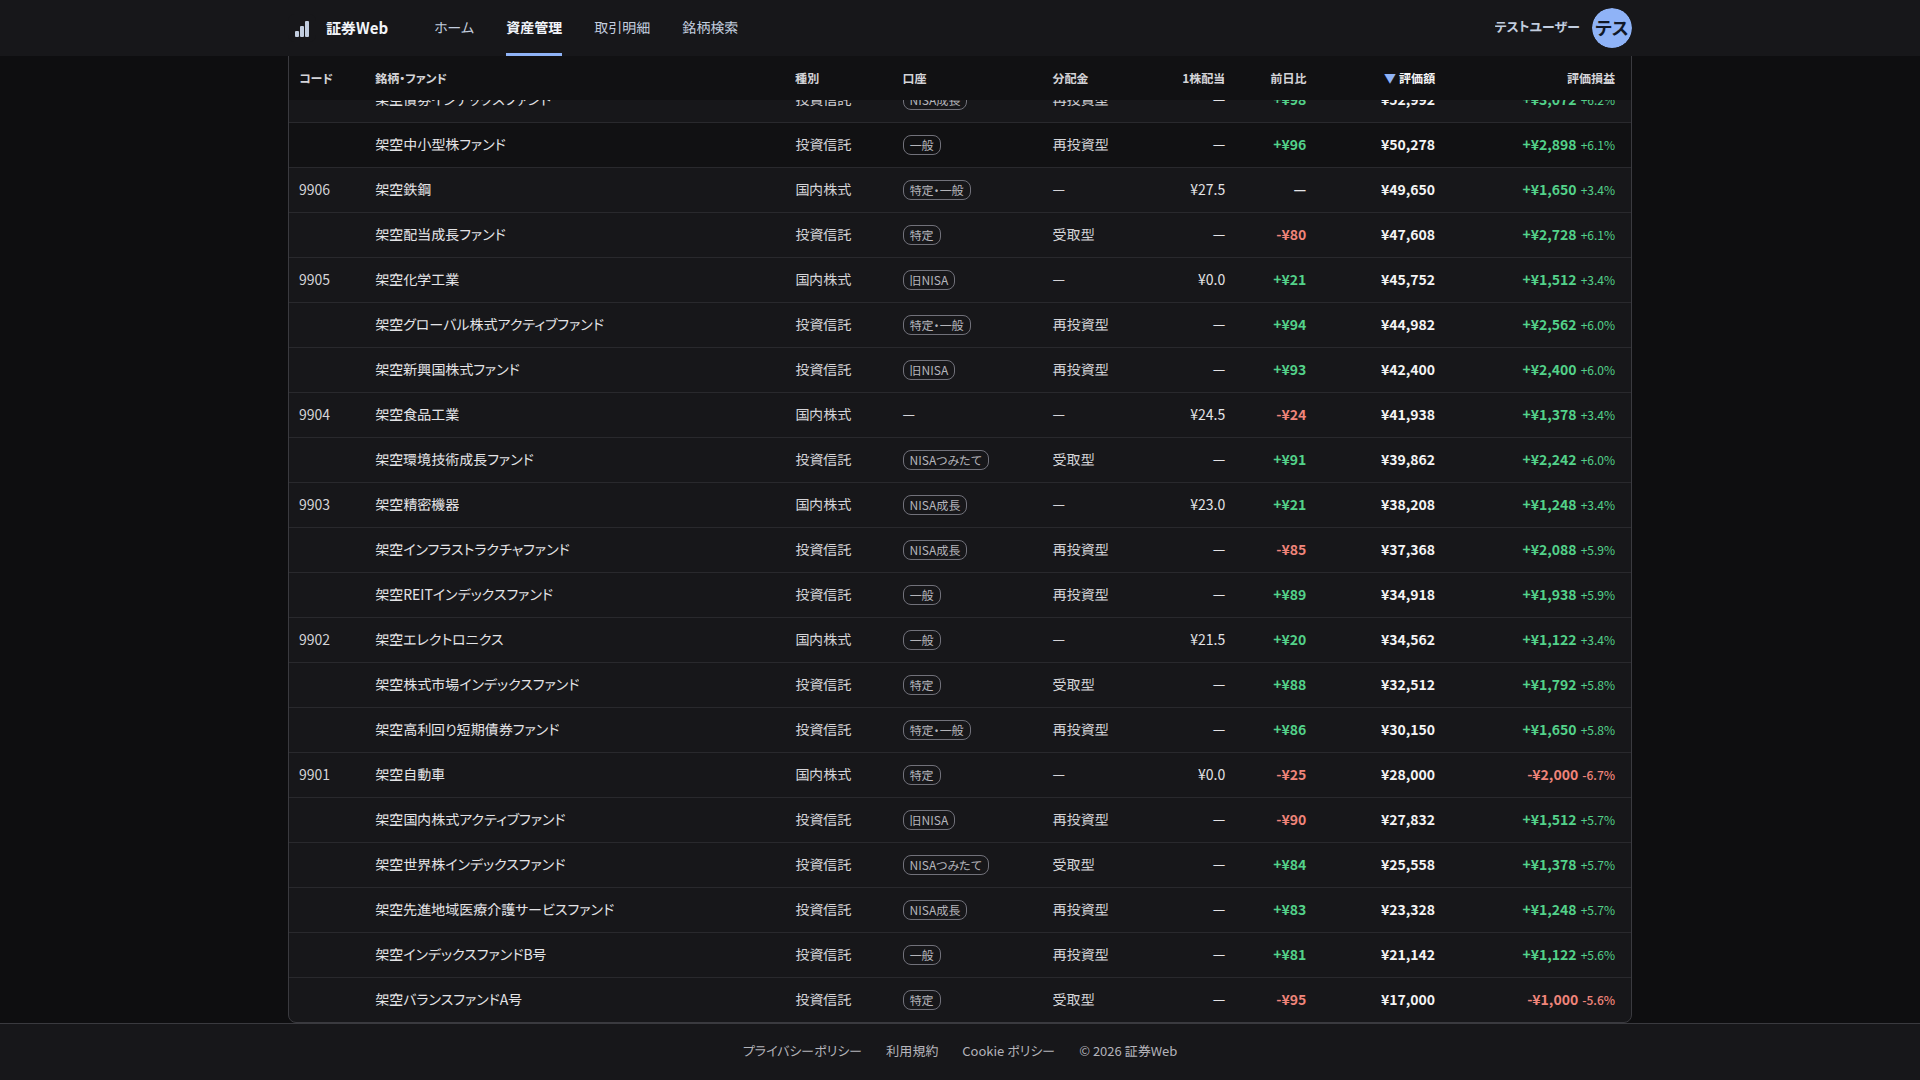 証券Web ホーム 資産管理 取引明細 銘柄検索 テストユーザー テス
コード 銘柄・ファンド 種別 口座 分配金 1株配当 前日比 ▼ 評価額 評価損益
架空債券インデックスファンド 投資信託 NISA成長 再投資型 — +¥98 ¥52,992 +¥3,072 +6.2%
架空中小型株ファンド 投資信託 一般 再投資型 — +¥96 ¥50,278 +¥2,898 +6.1%
9906 架空鉄鋼 国内株式 特定・一般 — ¥27.5 — ¥49,650 +¥1,650 +3.4%
架空配当成長ファンド 投資信託 特定 受取型 — -¥80 ¥47,608 +¥2,728 +6.1%
9905 架空化学工業 国内株式 旧NISA — ¥0.0 +¥21 ¥45,752 +¥1,512 +3.4%
架空グローバル株式アクティブファンド 投資信託 特定・一般 再投資型 — +¥94 ¥44,982 +¥2,562 +6.0%
架空新興国株式ファンド 投資信託 旧NISA 再投資型 — +¥93 ¥42,400 +¥2,400 +6.0%
9904 架空食品工業 国内株式 — — ¥24.5 -¥24 ¥41,938 +¥1,378 +3.4%
架空環境技術成長ファンド 投資信託 NISAつみたて 受取型 — +¥91 ¥39,862 +¥2,242 +6.0%
9903 架空精密機器 国内株式 NISA成長 — ¥23.0 +¥21 ¥38,208 +¥1,248 +3.4%
架空インフラストラクチャファンド 投資信託 NISA成長 再投資型 — -¥85 ¥37,368 +¥2,088 +5.9%
架空REITインデックスファンド 投資信託 一般 再投資型 — +¥89 ¥34,918 +¥1,938 +5.9%
9902 架空エレクトロニクス 国内株式 一般 — ¥21.5 +¥20 ¥34,562 +¥1,122 +3.4%
架空株式市場インデックスファンド 投資信託 特定 受取型 — +¥88 ¥32,512 +¥1,792 +5.8%
架空高利回り短期債券ファンド 投資信託 特定・一般 再投資型 — +¥86 ¥30,150 +¥1,650 +5.8%
9901 架空自動車 国内株式 特定 — ¥0.0 -¥25 ¥28,000 -¥2,000 -6.7%
架空国内株式アクティブファンド 投資信託 旧NISA 再投資型 — -¥90 ¥27,832 +¥1,512 +5.7%
架空世界株インデックスファンド 投資信託 NISAつみたて 受取型 — +¥84 ¥25,558 +¥1,378 +5.7%
架空先進地域医療介護サービスファンド 投資信託 NISA成長 再投資型 — +¥83 ¥23,328 +¥1,248 +5.7%
架空インデックスファンドB号 投資信託 一般 再投資型 — +¥81 ¥21,142 +¥1,122 +5.6%
架空バランスファンドA号 投資信託 特定 受取型 — -¥95 ¥17,000 -¥1,000 -5.6%
プライバシーポリシー 利用規約 Cookie ポリシー © 2026 証券Web